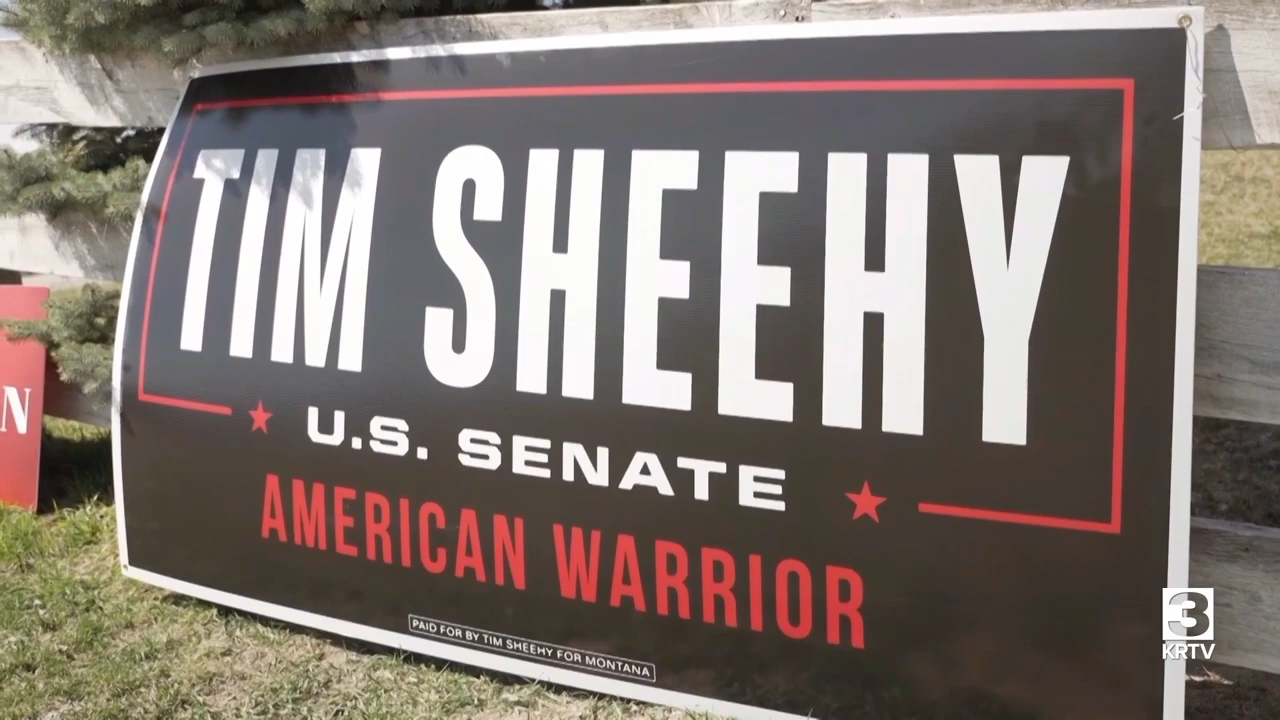 TIM SHEEHY
U.S. SENATE
AMERICAN WARRIOR
PAID FOR BY TIM SHEEHY FOR MONTANA
N
3
KRTV